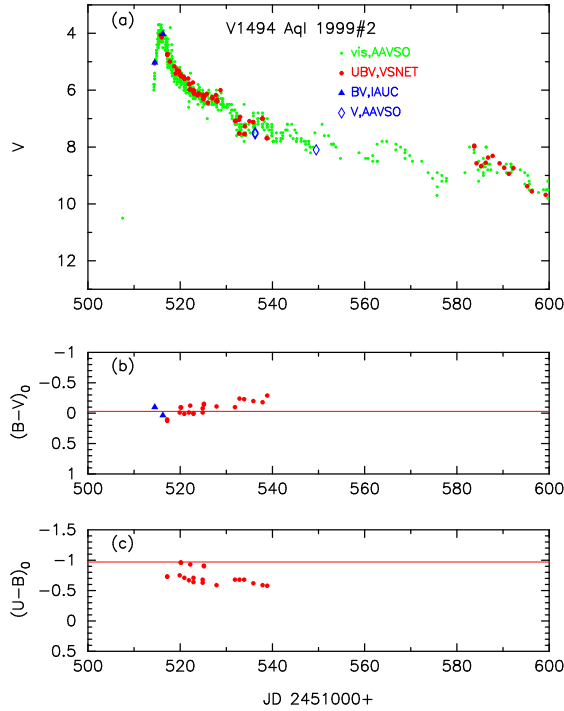 (a)
V1494 Aql 1999#2
vis,AAVSO
UBV,VSNET
BV,IAUC
V,AAVSO
4
6
8
10
12
V
500 520 540 560 580 600
(b)
−1
−0.5
0
0.5
1
(B−V)0
500 520 540 560 580 600
(c)
−1.5
−1
−0.5
0
0.5
(U−B)0
500 520 540 560 580 600
JD 2451000+